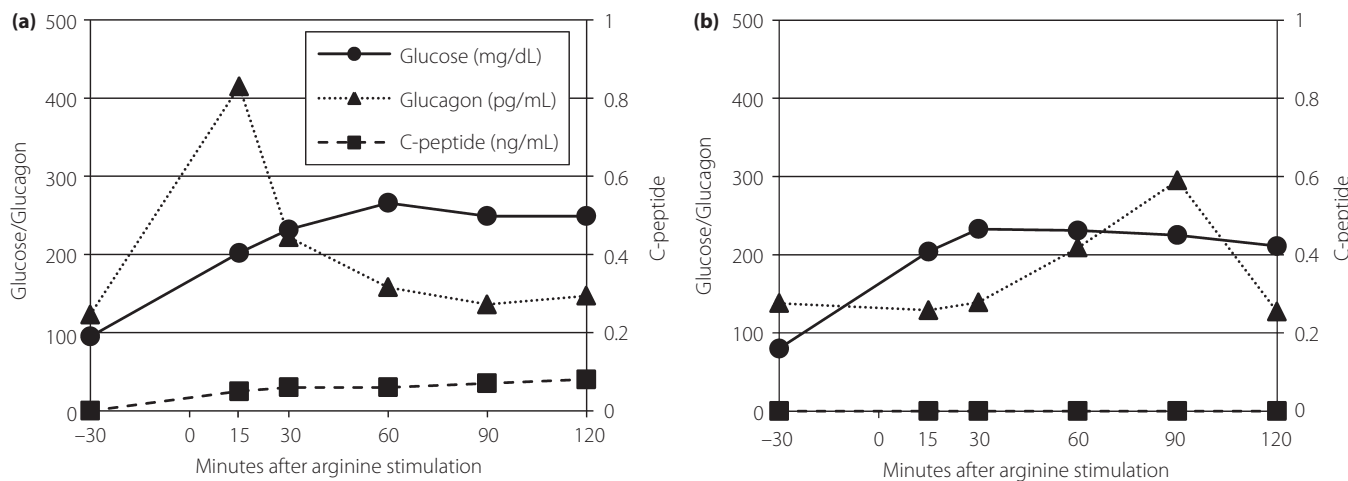 (a)
500
400
300
200
100
0
Glucose/Glucagon
1
0.8
0.6
0.4
0.2
0
C-peptide
Glucose (mg/dL)
Glucagon (pg/mL)
C-peptide (ng/mL)
–30 0 15 30 60 90 120
Minutes after arginine stimulation
(b)
500
400
300
200
100
0
Glucose/Glucagon
1
0.8
0.6
0.4
0.2
0
C-peptide
–30 0 15 30 60 90 120
Minutes after arginine stimulation